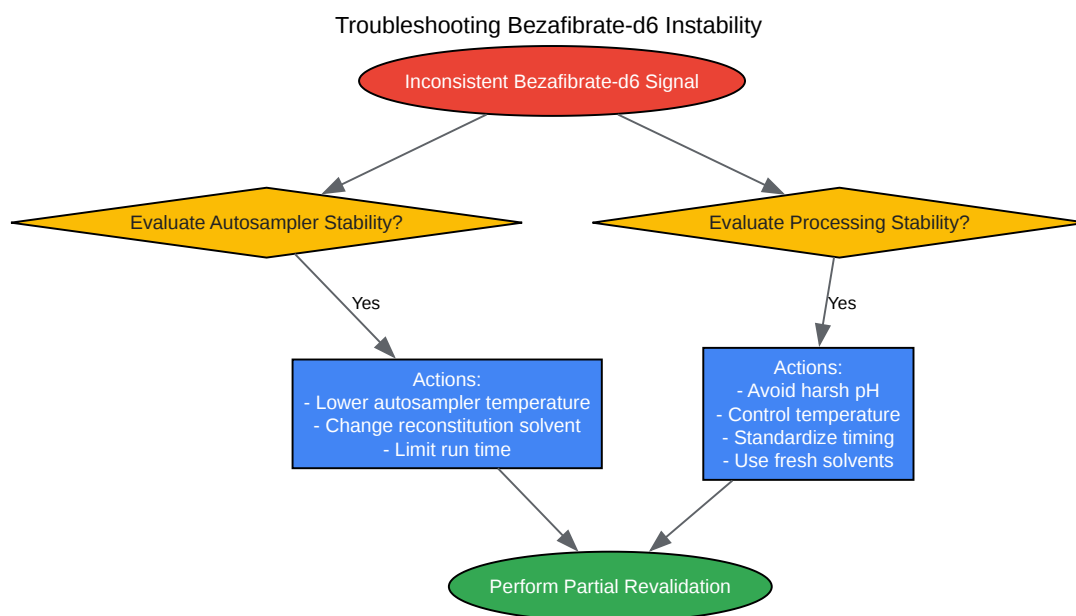 Troubleshooting Bezafibrate-d6 Instability
Inconsistent Bezafibrate-d6 Signal
Evaluate Autosampler Stability?
Evaluate Processing Stability?
Yes
Yes
Actions:
- Lower autosampler temperature
- Change reconstitution solvent
- Limit run time
Actions:
- Avoid harsh pH
- Control temperature
- Standardize timing
- Use fresh solvents
Perform Partial Revalidation